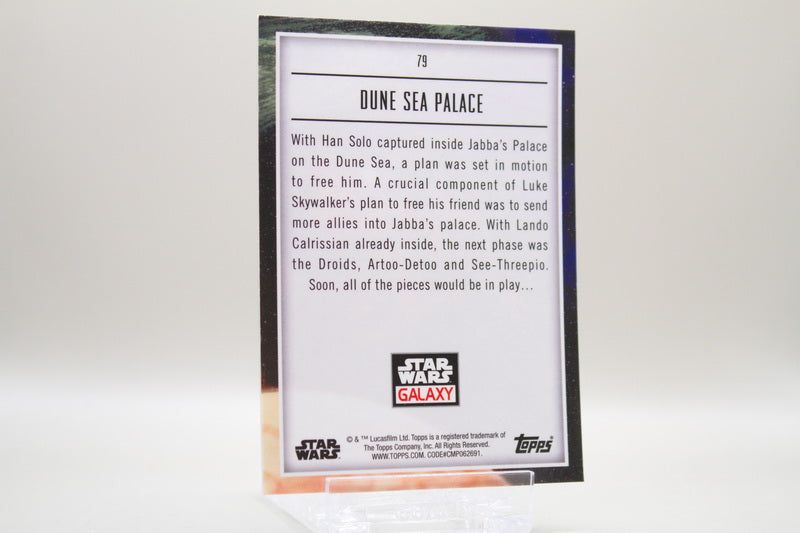 79
DUNE SEA PALACE
With Han Solo captured inside Jabba's Palace
on the Dune Sea, a plan was set in motion
to free him. A crucial component of Luke
Skywalker's plan to free his friend was to send
more allies into Jabba's palace. With Lando
Calrissian already inside, the next phase was
the Droids, Artoo-Detoo and See-Threepio.
Soon, all of the pieces would be in play...
STAR
WARS
GALAXY
STAR
WARS
© & ™ Lucasfilm Ltd. Topps is a registered trademark of
The Topps Company, Inc. All Rights Reserved.
WWW.TOPPS.COM. CODE#CMP062691.
Topps